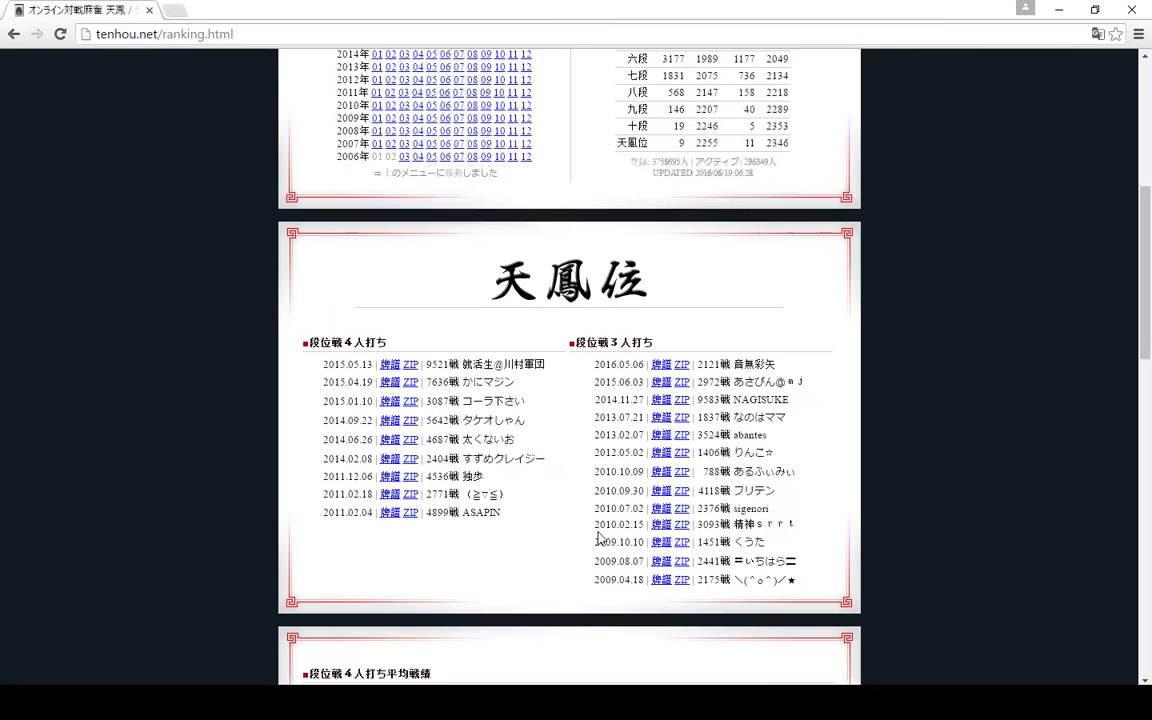 オンライン対戦麻雀 天鳳 /
tenhou.net/ranking.html
2014年 01 02 03 04 05 06 07 08 09 10 11 12
2013年 01 02 03 04 05 06 07 08 09 10 11 12
2012年 01 02 03 04 05 06 07 08 09 10 11 12
2011年 01 02 03 04 05 06 07 08 09 10 11 12
2010年 01 02 03 04 05 06 07 08 09 10 11 12
2009年 01 02 03 04 05 06 07 08 09 10 11 12
2008年 01 02 03 04 05 06 07 08 09 10 11 12
2007年 01 02 03 04 05 06 07 08 09 10 11 12
2006年 01 02 03 04 05 06 07 08 09 10 11 12
⇒ 上のメニューに移動しました
六段 3177 1989 1177 2049
七段 1831 2075 736 2134
八段 568 2147 158 2218
九段 146 2207 40 2289
十段 19 2246 5 2353
天鳳位 9 2255 11 2346
登録: 3758695人 | アクティブ: 296349人
UPDATED 2016/06/19 06:28
天鳳位
■段位戦４人打ち
2015.05.13 | 牌譜 ZIP | 9521戦 就活生@川村軍団
2015.04.19 | 牌譜 ZIP | 7636戦 かにマジン
2015.01.10 | 牌譜 ZIP | 3087戦 コーラ下さい
2014.09.22 | 牌譜 ZIP | 5642戦 タケオしゃん
2014.06.26 | 牌譜 ZIP | 4687戦 太くないお
2014.02.08 | 牌譜 ZIP | 2404戦 すずめクレイジー
2011.12.06 | 牌譜 ZIP | 4536戦 独歩
2011.02.18 | 牌譜 ZIP | 2771戦 （≧▽≦）
2011.02.04 | 牌譜 ZIP | 4899戦 ASAPIN
■段位戦３人打ち
2016.05.06 | 牌譜 ZIP | 2121戦 音無彩矢
2015.06.03 | 牌譜 ZIP | 2972戦 あさぴん@ｍｊ
2014.11.27 | 牌譜 ZIP | 9583戦 NAGISUKE
2013.07.21 | 牌譜 ZIP | 1837戦 なのはママ
2013.02.07 | 牌譜 ZIP | 3524戦 abantes
2012.05.02 | 牌譜 ZIP | 1406戦 りんこ☆
2010.10.09 | 牌譜 ZIP | 788戦 あるふぃみぃ
2010.09.30 | 牌譜 ZIP | 4118戦 フリテン
2010.07.02 | 牌譜 ZIP | 2376戦 sigenori
2010.02.15 | 牌譜 ZIP | 3093戦 精神ｓｒｒｔ
2009.10.10 | 牌譜 ZIP | 1451戦 くうた
2009.08.07 | 牌譜 ZIP | 2441戦 〓ぃちはら〓
2009.04.18 | 牌譜 ZIP | 2175戦 ＼(＾o＾)／★
■段位戦４人打ち平均戦績